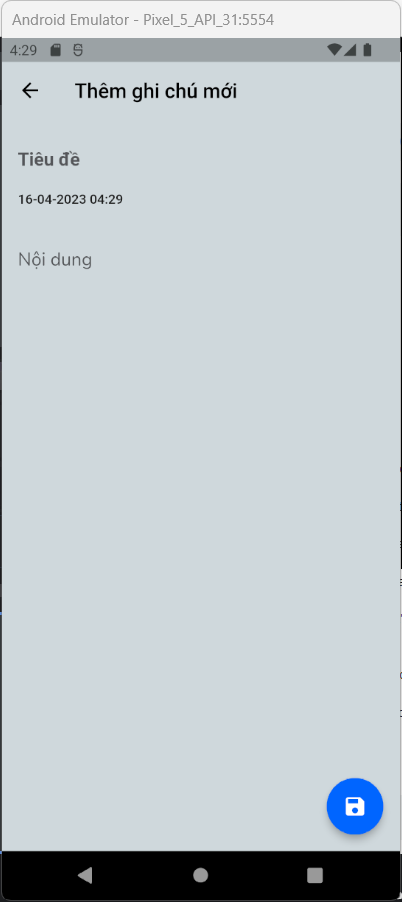 Android Emulator - Pixel_5_API_31:5554
4:29
Thêm ghi chú mới
Tiêu đề
16-04-2023 04:29
Nội dung